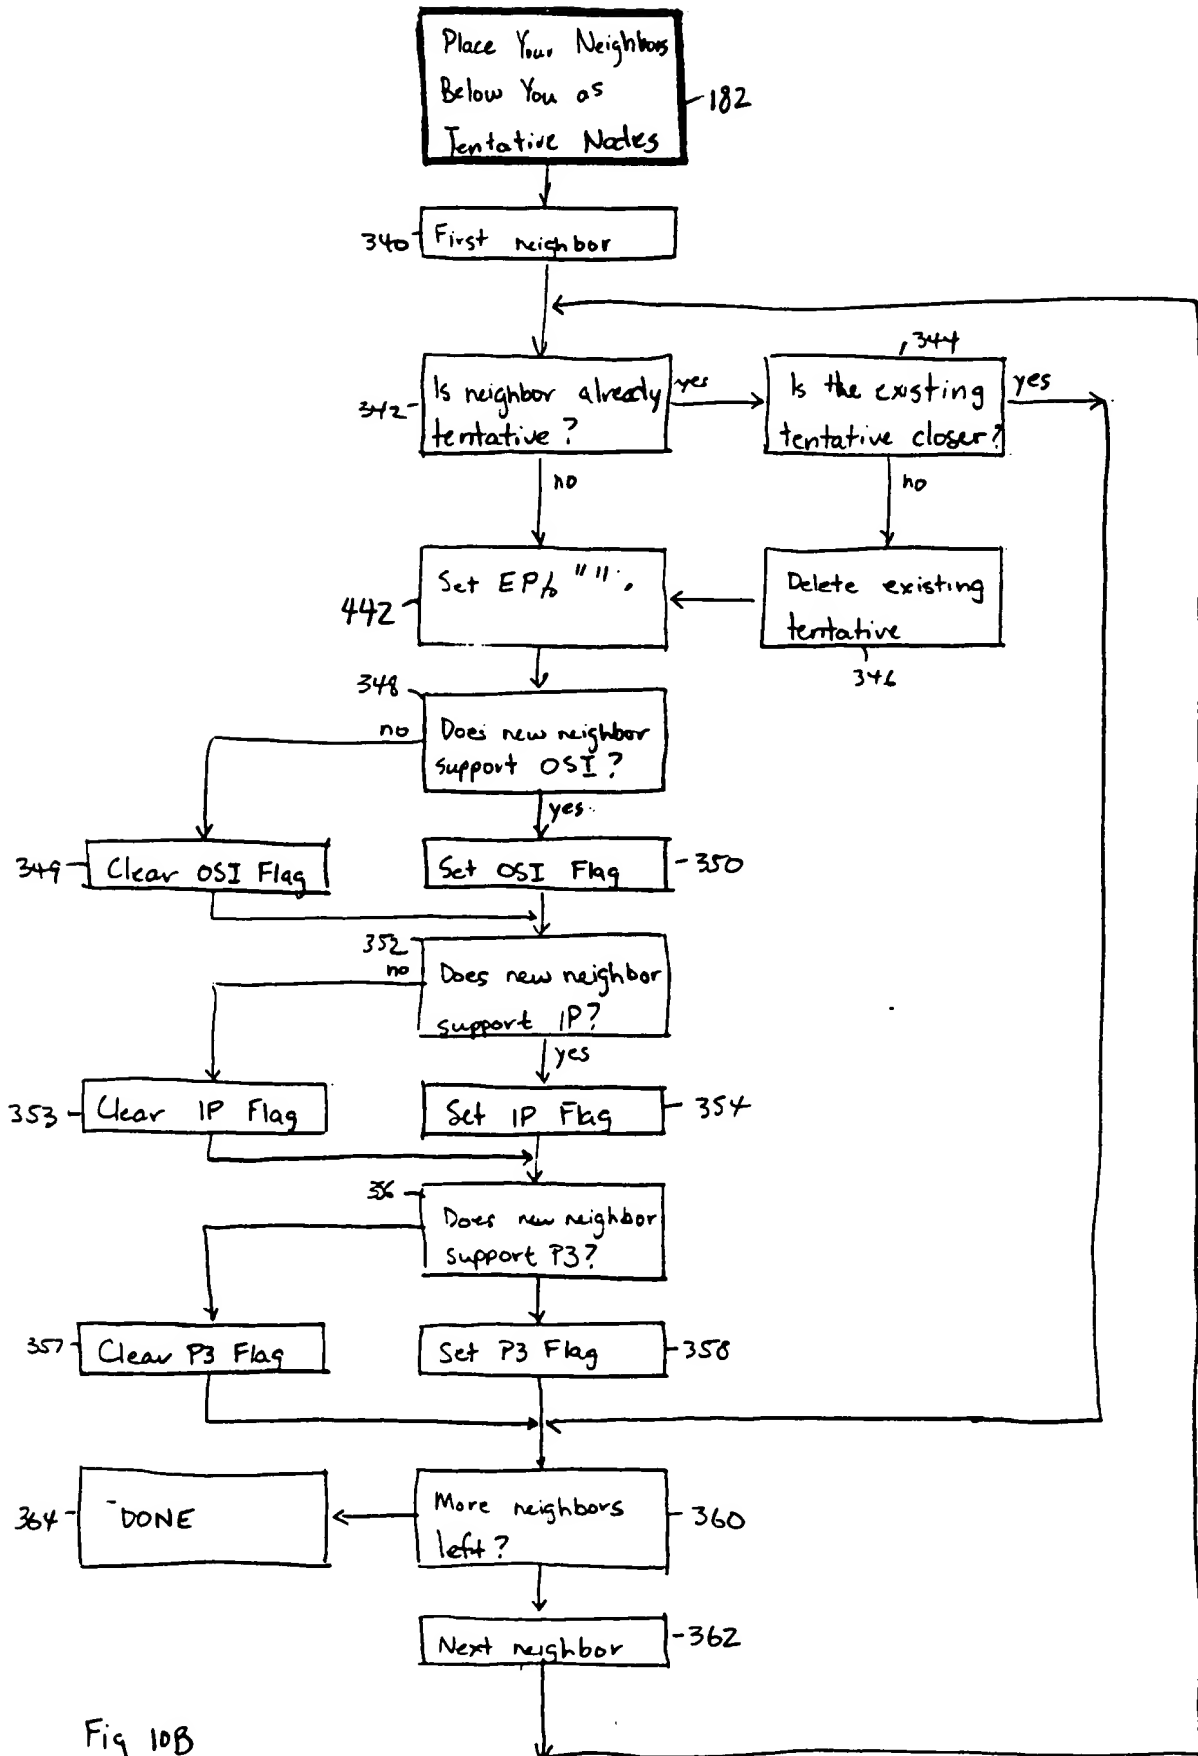 Place Your Neighbors
Below You as
Tentative Nodes
182
340
First neighbor
344
342
Is neighbor already
tentative?
yes
Is the existing
tentative closer?
yes
no
no
442
Set EP to "".
Delete existing
tentative
346
348
no
Does new neighbor
support OSI?
yes
349
Clear OSI Flag
Set OSI Flag
350
352
no
Does new neighbor
support IP?
yes
353
Clear IP Flag
Set IP Flag
354
356
Does new neighbor
support P3?
357
Clear P3 Flag
Set P3 Flag
358
364
DONE
More neighbors
left?
360
Next neighbor
362
Fig 10B